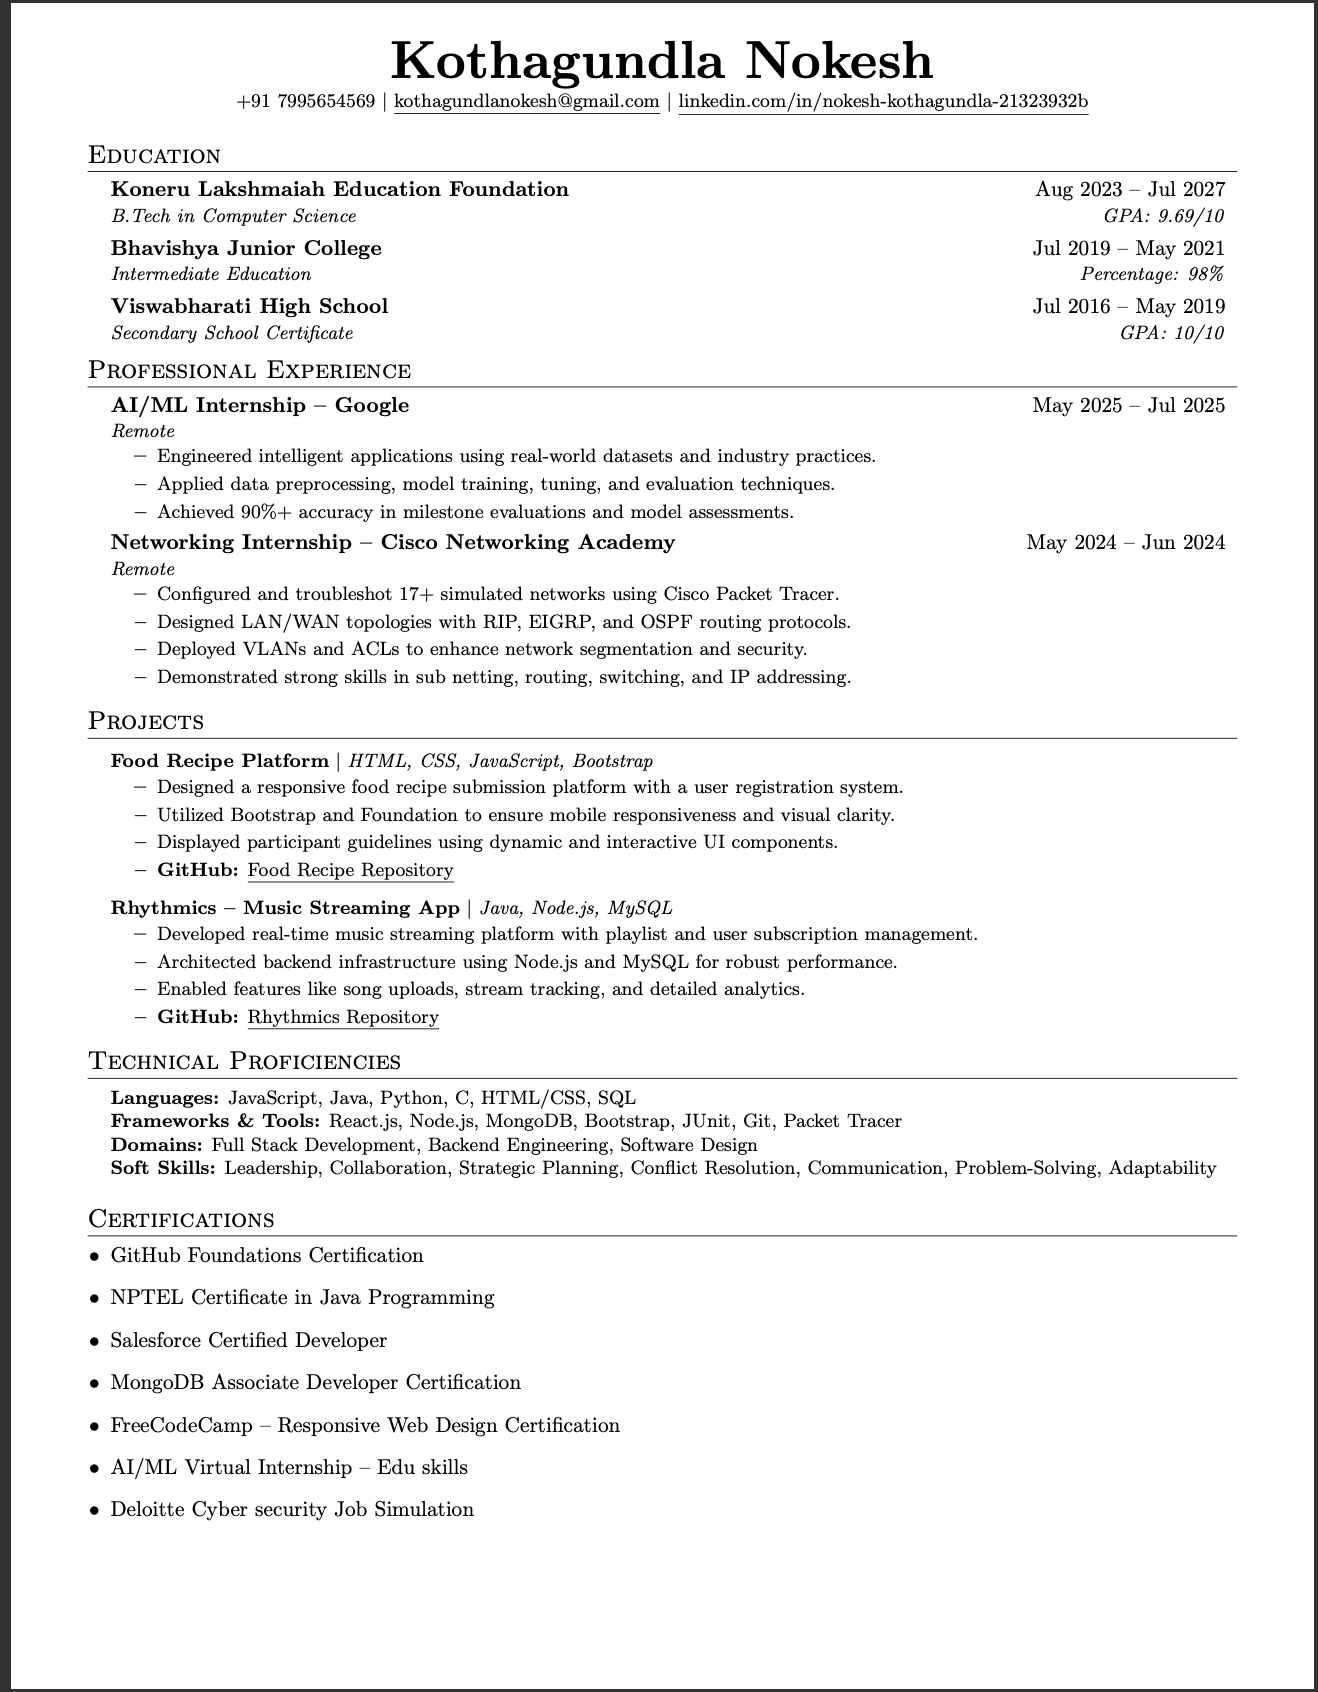 Kothagundla Nokesh
+91 7995654569 | kothagundlanokesh@gmail.com | linkedin.com/in/nokesh-kothagundla-21323932b
Education
Koneru Lakshmaiah Education Foundation Aug 2023 – Jul 2027
B.Tech in Computer Science GPA: 9.69/10
Bhavishya Junior College Jul 2019 – May 2021
Intermediate Education Percentage: 98%
Viswabharati High School Jul 2016 – May 2019
Secondary School Certificate GPA: 10/10
Professional Experience
AI/ML Internship – Google May 2025 – Jul 2025
Remote
– Engineered intelligent applications using real-world datasets and industry practices.
– Applied data preprocessing, model training, tuning, and evaluation techniques.
– Achieved 90%+ accuracy in milestone evaluations and model assessments.
Networking Internship – Cisco Networking Academy May 2024 – Jun 2024
Remote
– Configured and troubleshot 17+ simulated networks using Cisco Packet Tracer.
– Designed LAN/WAN topologies with RIP, EIGRP, and OSPF routing protocols.
– Deployed VLANs and ACLs to enhance network segmentation and security.
– Demonstrated strong skills in sub netting, routing, switching, and IP addressing.
Projects
Food Recipe Platform | HTML, CSS, JavaScript, Bootstrap
– Designed a responsive food recipe submission platform with a user registration system.
– Utilized Bootstrap and Foundation to ensure mobile responsiveness and visual clarity.
– Displayed participant guidelines using dynamic and interactive UI components.
– GitHub: Food Recipe Repository
Rhythmics – Music Streaming App | Java, Node.js, MySQL
– Developed real-time music streaming platform with playlist and user subscription management.
– Architected backend infrastructure using Node.js and MySQL for robust performance.
– Enabled features like song uploads, stream tracking, and detailed analytics.
– GitHub: Rhythmics Repository
Technical Proficiencies
Languages: JavaScript, Java, Python, C, HTML/CSS, SQL
Frameworks & Tools: React.js, Node.js, MongoDB, Bootstrap, JUnit, Git, Packet Tracer
Domains: Full Stack Development, Backend Engineering, Software Design
Soft Skills: Leadership, Collaboration, Strategic Planning, Conflict Resolution, Communication, Problem-Solving, Adaptability
Certifications
• GitHub Foundations Certification
• NPTEL Certificate in Java Programming
• Salesforce Certified Developer
• MongoDB Associate Developer Certification
• FreeCodeCamp – Responsive Web Design Certification
• AI/ML Virtual Internship – Edu skills
• Deloitte Cyber security Job Simulation